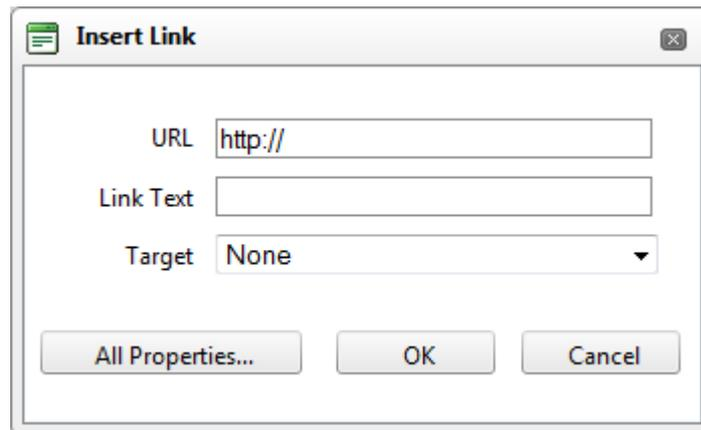 Insert Link
URL http://
Link Text
Target None
All Properties... OK Cancel